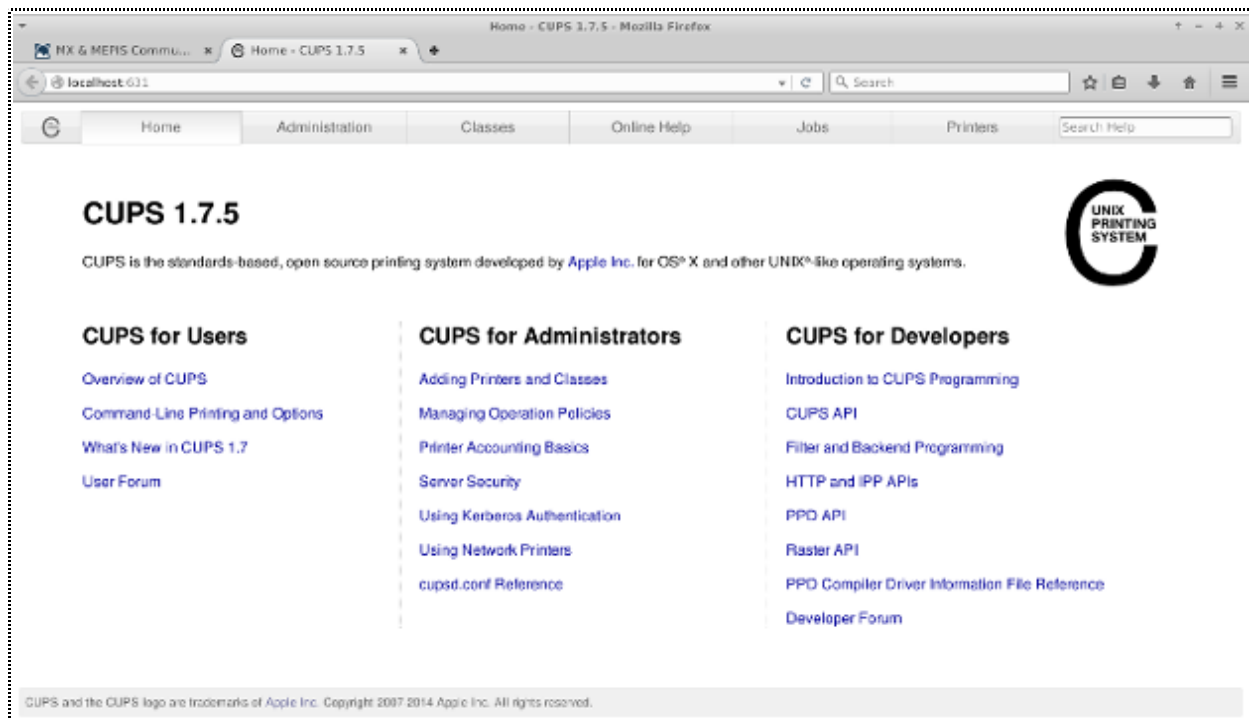 Home - CUPS 1.7.5 - Mozilla Firefox
MX & MEPIS Commu...
Home - CUPS 1.7.5
localhost:631
Search
Home
Administration
Classes
Online Help
Jobs
Printers
Search Help
CUPS 1.7.5
UNIX
PRINTING
SYSTEM
CUPS is the standards-based, open source printing system developed by Apple Inc. for OS® X and other UNIX®-like operating systems.
CUPS for Users
Overview of CUPS
Command-Line Printing and Options
What's New in CUPS 1.7
User Forum
CUPS for Administrators
Adding Printers and Classes
Managing Operation Policies
Printer Accounting Basics
Server Security
Using Kerberos Authentication
Using Network Printers
cupsd.conf Reference
CUPS for Developers
Introduction to CUPS Programming
CUPS API
Filter and Backend Programming
HTTP and IPP APIs
PPD API
Raster API
PPD Compiler Driver Information File Reference
Developer Forum
CUPS and the CUPS logo are trademarks of Apple Inc. Copyright 2007-2014 Apple Inc. All rights reserved.